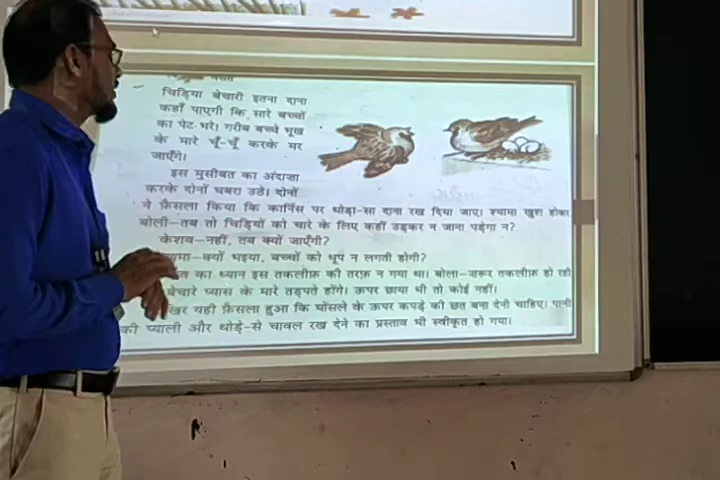 चिड़िया बेचारी इतना दाना
कहाँ पाएगी कि सारे बच्चों
का पेट भरे। गरीब बच्चे भूख
के मारे चूँ-चूँ करके मर
जाएँगे।
इस मुसीबत का अंदाज़ा
करके दोनों घबरा उठे। दोनों
ने फ़ैसला किया कि कार्निस पर थोड़ा-सा दाना रख दिया जाए। श्यामा खुश होकर
बोली-तब तो चिड़ियों को चारे के लिए कहीं उड़कर न जाना पड़ेगा न?
केशव-नहीं, तब क्यों जाएँगी?
क्यों भइया, बच्चों को धूप न लगती होगी?
का ध्यान इस तकलीफ़ की तरफ़ न गया था। बोला-ज़रूर तकलीफ़ हो रही
बेचारे प्यास के मारे तड़पते होंगे। ऊपर छाया भी तो कोई नहीं।
यही फ़ैसला हुआ कि घोंसले के ऊपर कपड़े की छत बना देनी चाहिए। पानी
की प्याली और थोड़े-से चावल रख देने का प्रस्ताव भी स्वीकृत हो गया।